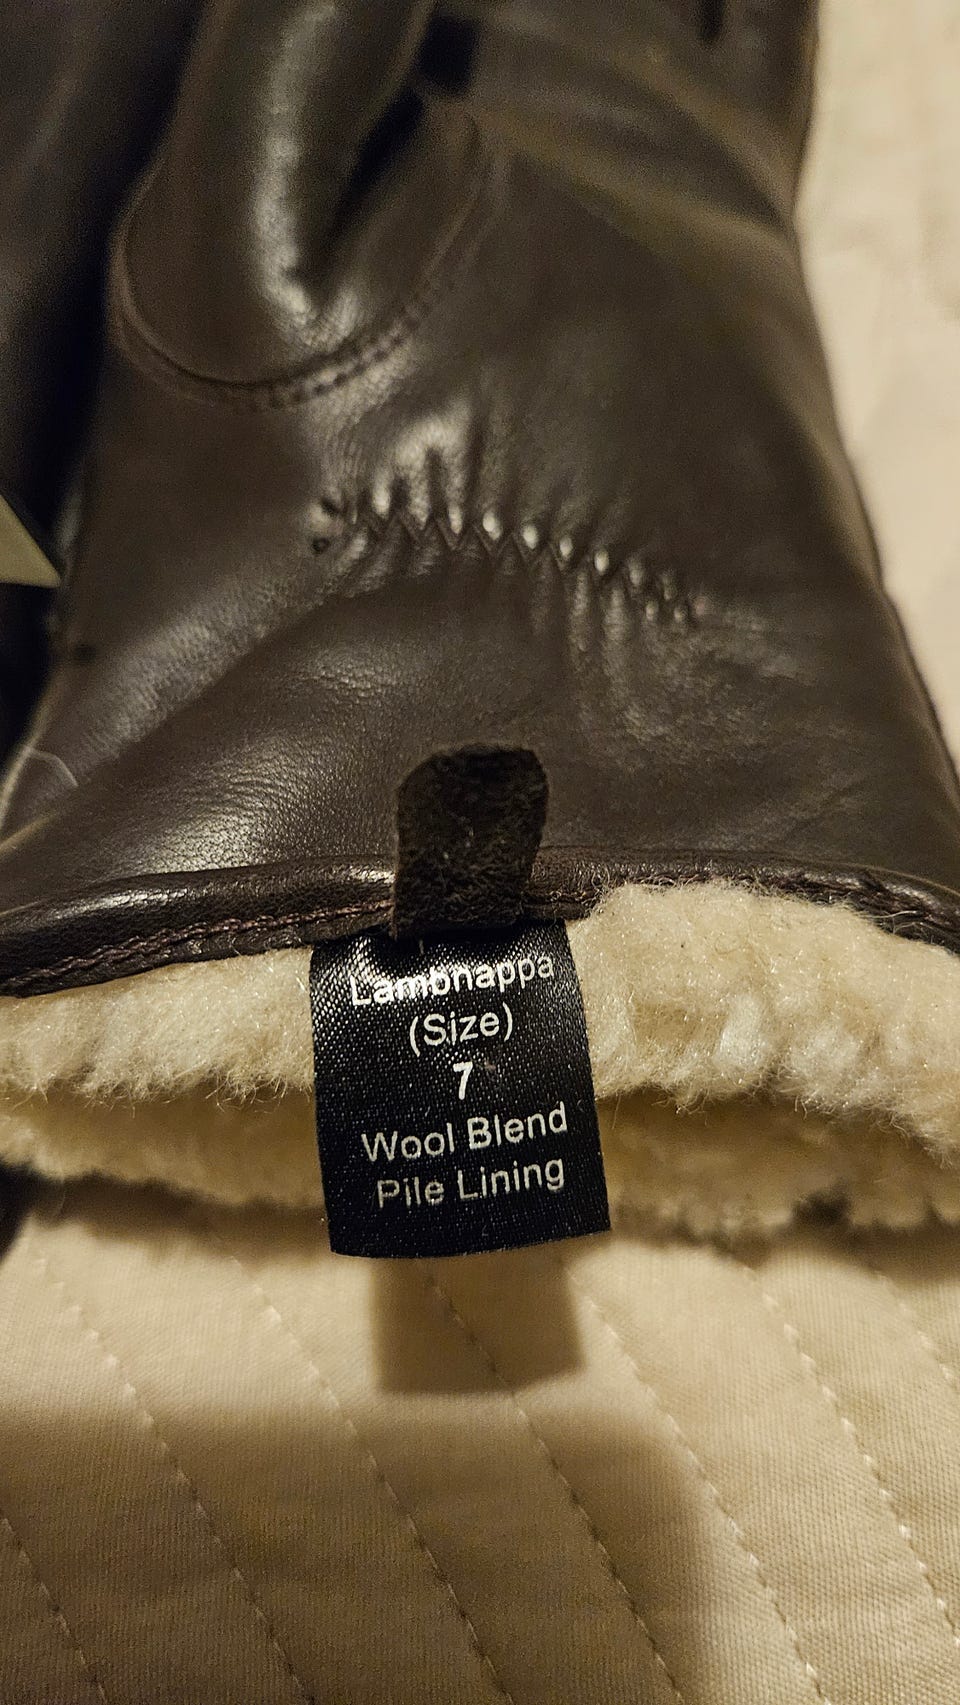 Lambnappa
(Size)
7
Wool Blend
Pile Lining